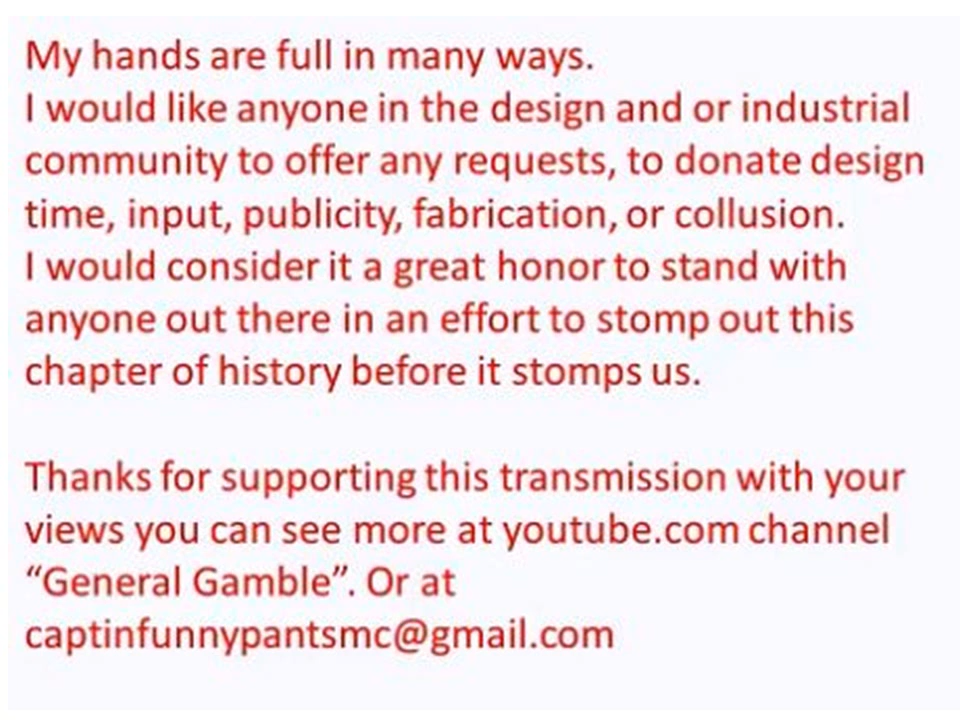 My hands are full in many ways.
I would like anyone in the design and or industrial
community to offer any requests, to donate design
time, input, publicity, fabrication, or collusion.
I would consider it a great honor to stand with
anyone out there in an effort to stomp out this
chapter of history before it stomps us.
Thanks for supporting this transmission with your
views you can see more at youtube.com channel
“General Gamble”. Or at
captinfunnypantsmc@gmail.com